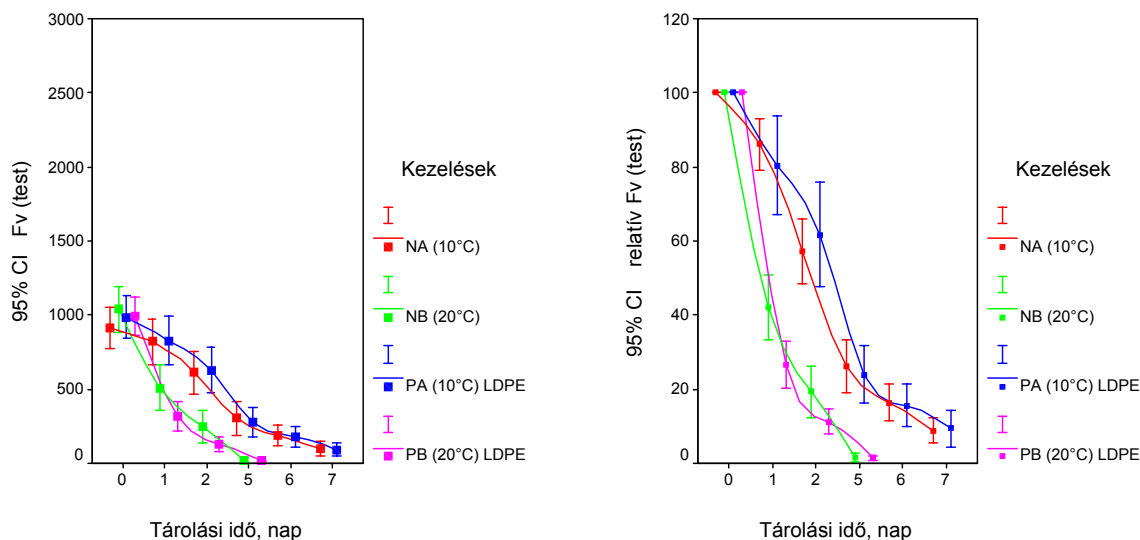 3000
2500
2000
1500
1000
500
0
95% CI Fv (test)
0 1 2 5 6 7
Tárolási idő, nap
Kezelések
NA (10°C)
NB (20°C)
PA (10°C) LDPE
PB (20°C) LDPE
120
100
80
60
40
20
0
95% CI relatív Fv (test)
0 1 2 5 6 7
Tárolási idő, nap
Kezelések
NA (10°C)
NB (20°C)
PA (10°C) LDPE
PB (20°C) LDPE